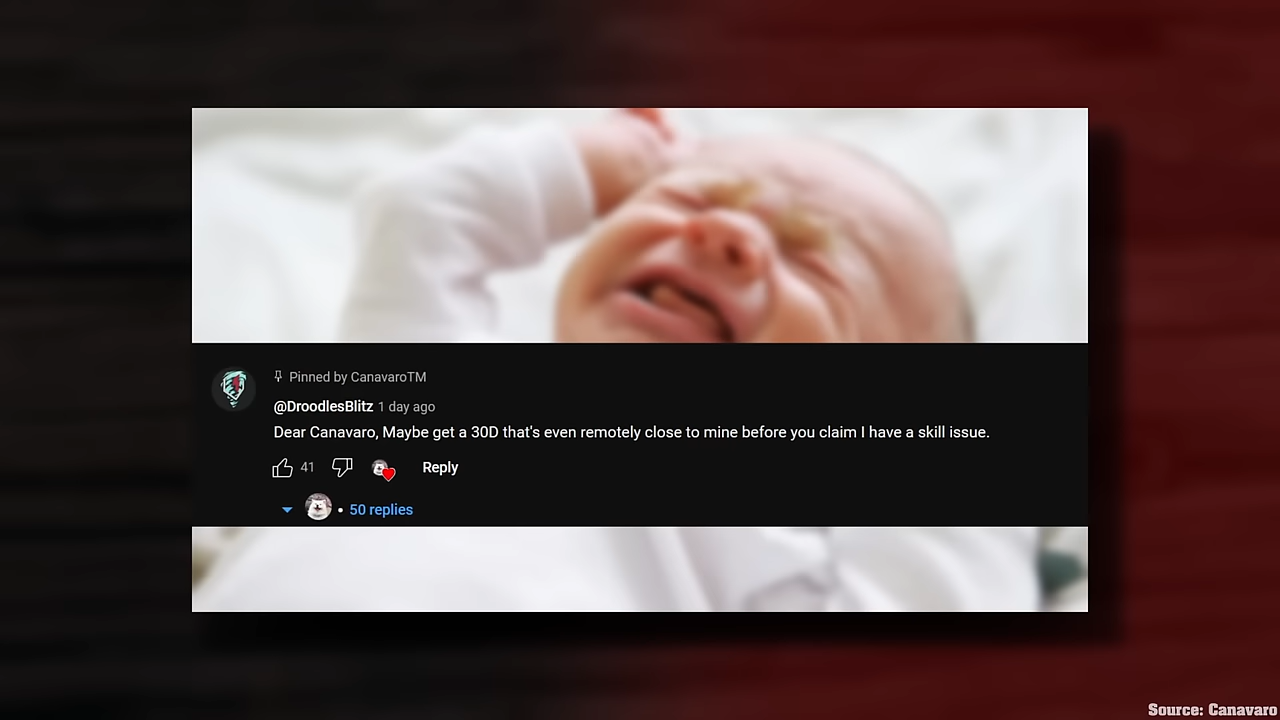 Pinned by CanavaroTM
@DroodlesBlitz 1 day ago
Dear Canavaro, Maybe get a 30D that's even remotely close to mine before you claim I have a skill issue.
41 Reply
• 50 replies
Source: Canavaro